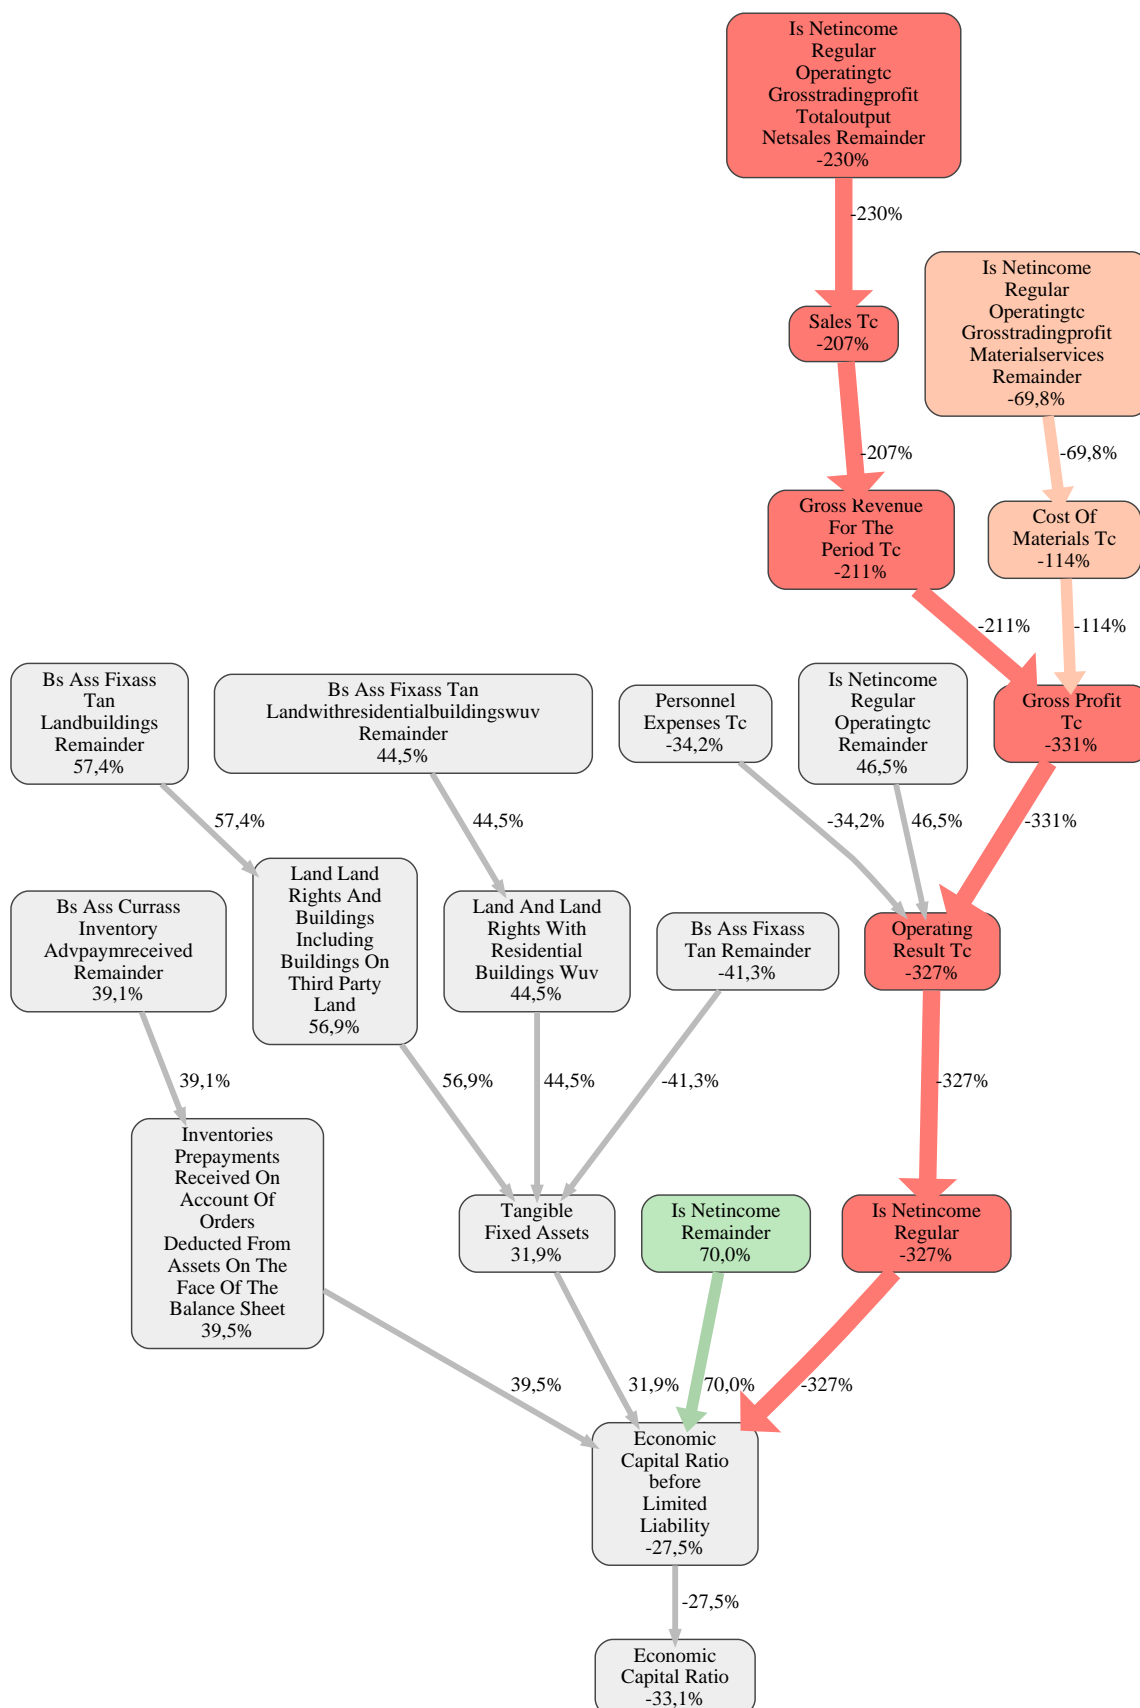 Is Netincome
Regular
Operatingtc
Grosstradingprofit
Totaloutput
Netsales Remainder
-230%
-230%
Is Netincome
Regular
Operatingtc
Grosstradingprofit
Materialservices
Remainder
-69,8%
Sales Tc
-207%
-207%
-69,8%
Gross Revenue
For The
Period Tc
-211%
Cost Of
Materials Tc
-114%
-211%
-114%
Bs Ass Fixass
Tan
Landbuildings
Remainder
57,4%
Bs Ass Fixass Tan
Landwithresidentialbuildingswuv
Remainder
44,5%
Personnel
Expenses Tc
-34,2%
Is Netincome
Regular
Operatingtc
Remainder
46,5%
Gross Profit
Tc
-331%
57,4%
44,5%
-34,2%
46,5%
-331%
Bs Ass Currass
Inventory
Advpaymreceived
Remainder
39,1%
Land Land
Rights And
Buildings
Including
Buildings On
Third Party
Land
56,9%
Land And Land
Rights With
Residential
Buildings Wuv
44,5%
Bs Ass Fixass
Tan Remainder
-41,3%
Operating
Result Tc
-327%
39,1%
56,9%
44,5%
-41,3%
-327%
Inventories
Prepayments
Received On
Account Of
Orders
Deducted From
Assets On The
Face Of The
Balance Sheet
39,5%
Tangible
Fixed Assets
31,9%
Is Netincome
Remainder
70,0%
Is Netincome
Regular
-327%
39,5%
31,9%
70,0%
-327%
Economic
Capital Ratio
before
Limited
Liability
-27,5%
-27,5%
Economic
Capital Ratio
-33,1%